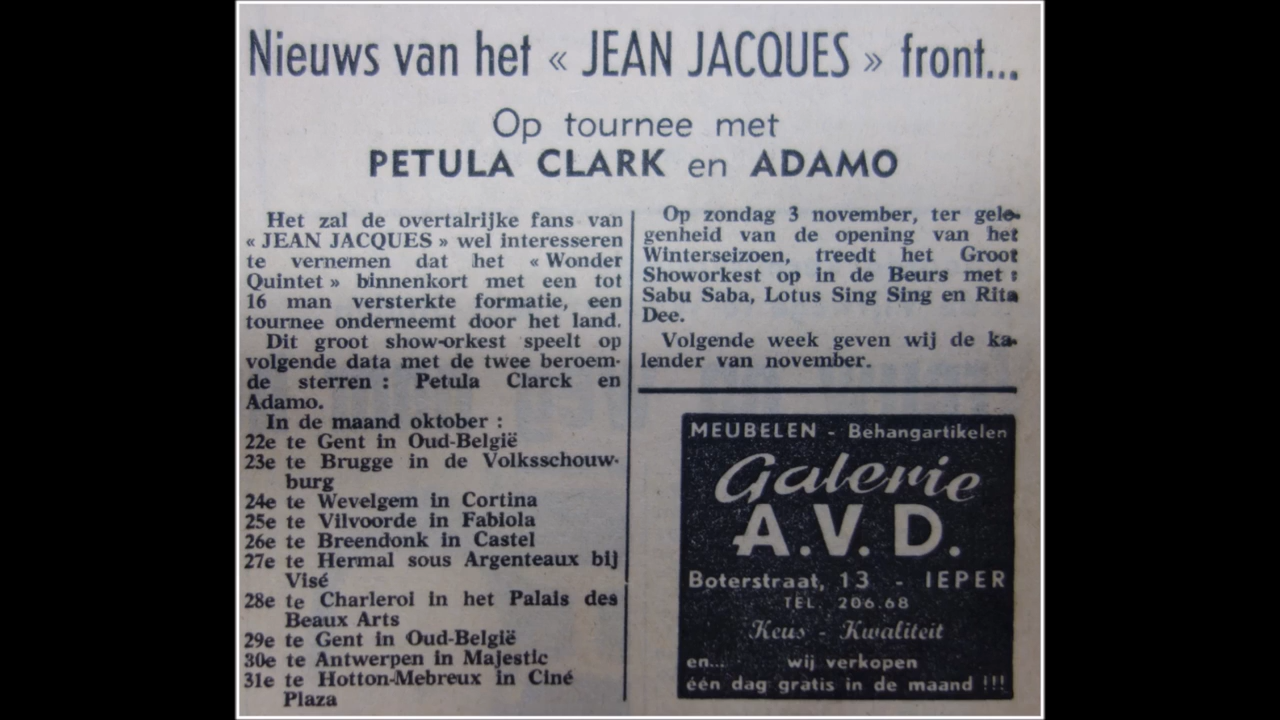 Nieuws van het « JEAN JACQUES » front...
Op tournee met
PETULA CLARK en ADAMO
Het zal de overtalrijke fans van
« JEAN JACQUES » wel interesseren
te vernemen dat het « Wonder
Quintet » binnenkort met een tot
16 man versterkte formatie, een
tournee onderneemt door het land.
Dit groot show-orkest speelt op
volgende data met de twee beroem-
de sterren : Petula Clarck en
Adamo.
In de maand oktober :
22e te Gent in Oud-België
23e te Brugge in de Volksschouw-
burg
24e te Wevelgem in Cortina
25e te Vilvoorde in Fabiola
26e te Breendonk in Castel
27e te Hermal sous Argenteaux bij
Visé
28e te Charleroi in het Palais des
Beaux Arts
29e te Gent in Oud-België
30e te Antwerpen in Majestic
31e te Hotton-Mebreux in Ciné
Plaza
Op zondag 3 november, ter gele-
genheid van de opening van het
Winterseizoen, treedt het Groot
Showorkest op in de Beurs met :
Sabu Saba, Lotus Sing Sing en Rita
Dee.
Volgende week geven wij de ka-
lender van november.
MEUBELEN - Behangartikelen
Galerie
A.V.D.
Boterstraat, 13 - IEPER
TEL. 206.68
Keus - Kwaliteit
en... wij verkopen
één dag gratis in de maand !!!